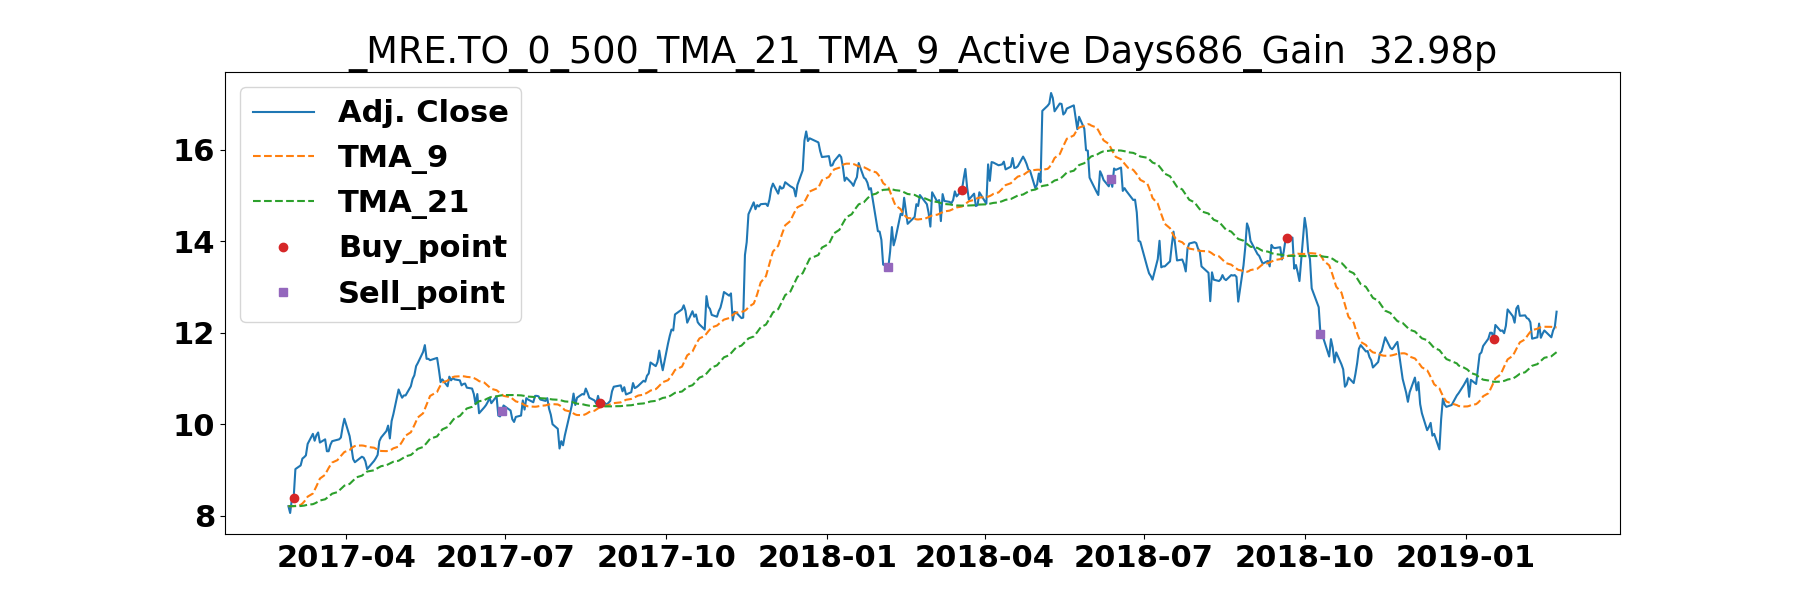 _MRE.TO_0_500_TMA_21_TMA_9_Active Days686_Gain  32.98p
Adj. Close
TMA_9
TMA_21
Buy_point
Sell_point
16
14
12
10
8
2017-04 2017-07 2017-10 2018-01 2018-04 2018-07 2018-10 2019-01